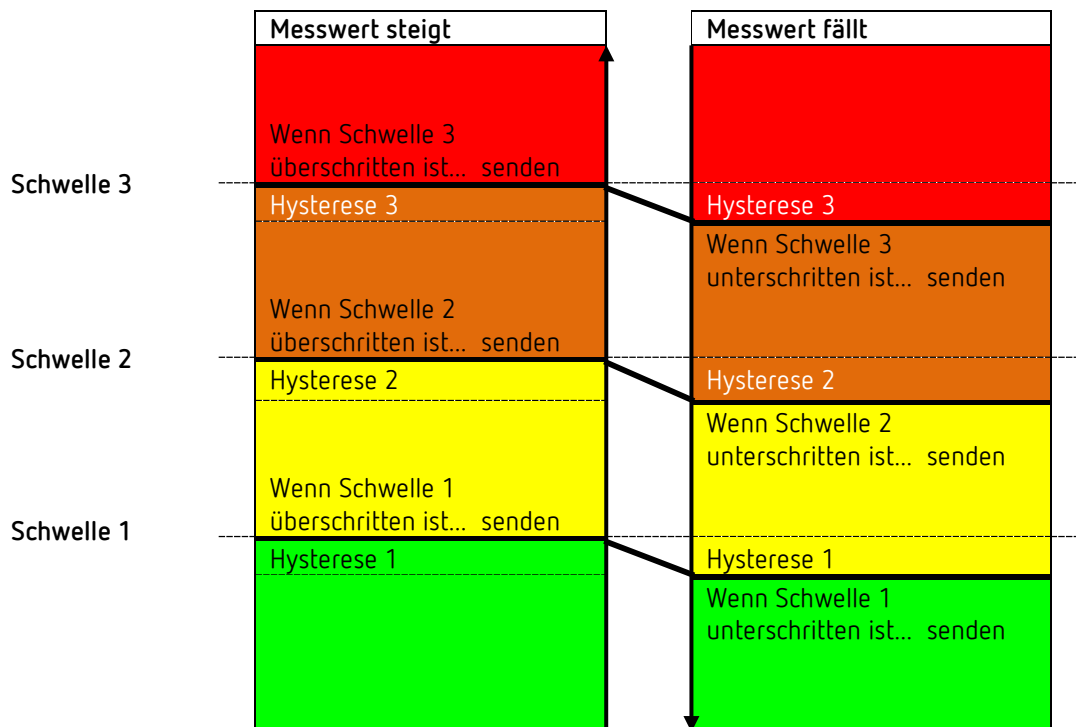 Messwert steigt
Messwert fällt
Wenn Schwelle 3
überschritten ist... senden
Schwelle 3
Hysterese 3
Hysterese 3
Wenn Schwelle 3
unterschritten ist... senden
Wenn Schwelle 2
überschritten ist... senden
Schwelle 2
Hysterese 2
Hysterese 2
Wenn Schwelle 2
unterschritten ist... senden
Wenn Schwelle 1
überschritten ist... senden
Schwelle 1
Hysterese 1
Hysterese 1
Wenn Schwelle 1
unterschritten ist... senden